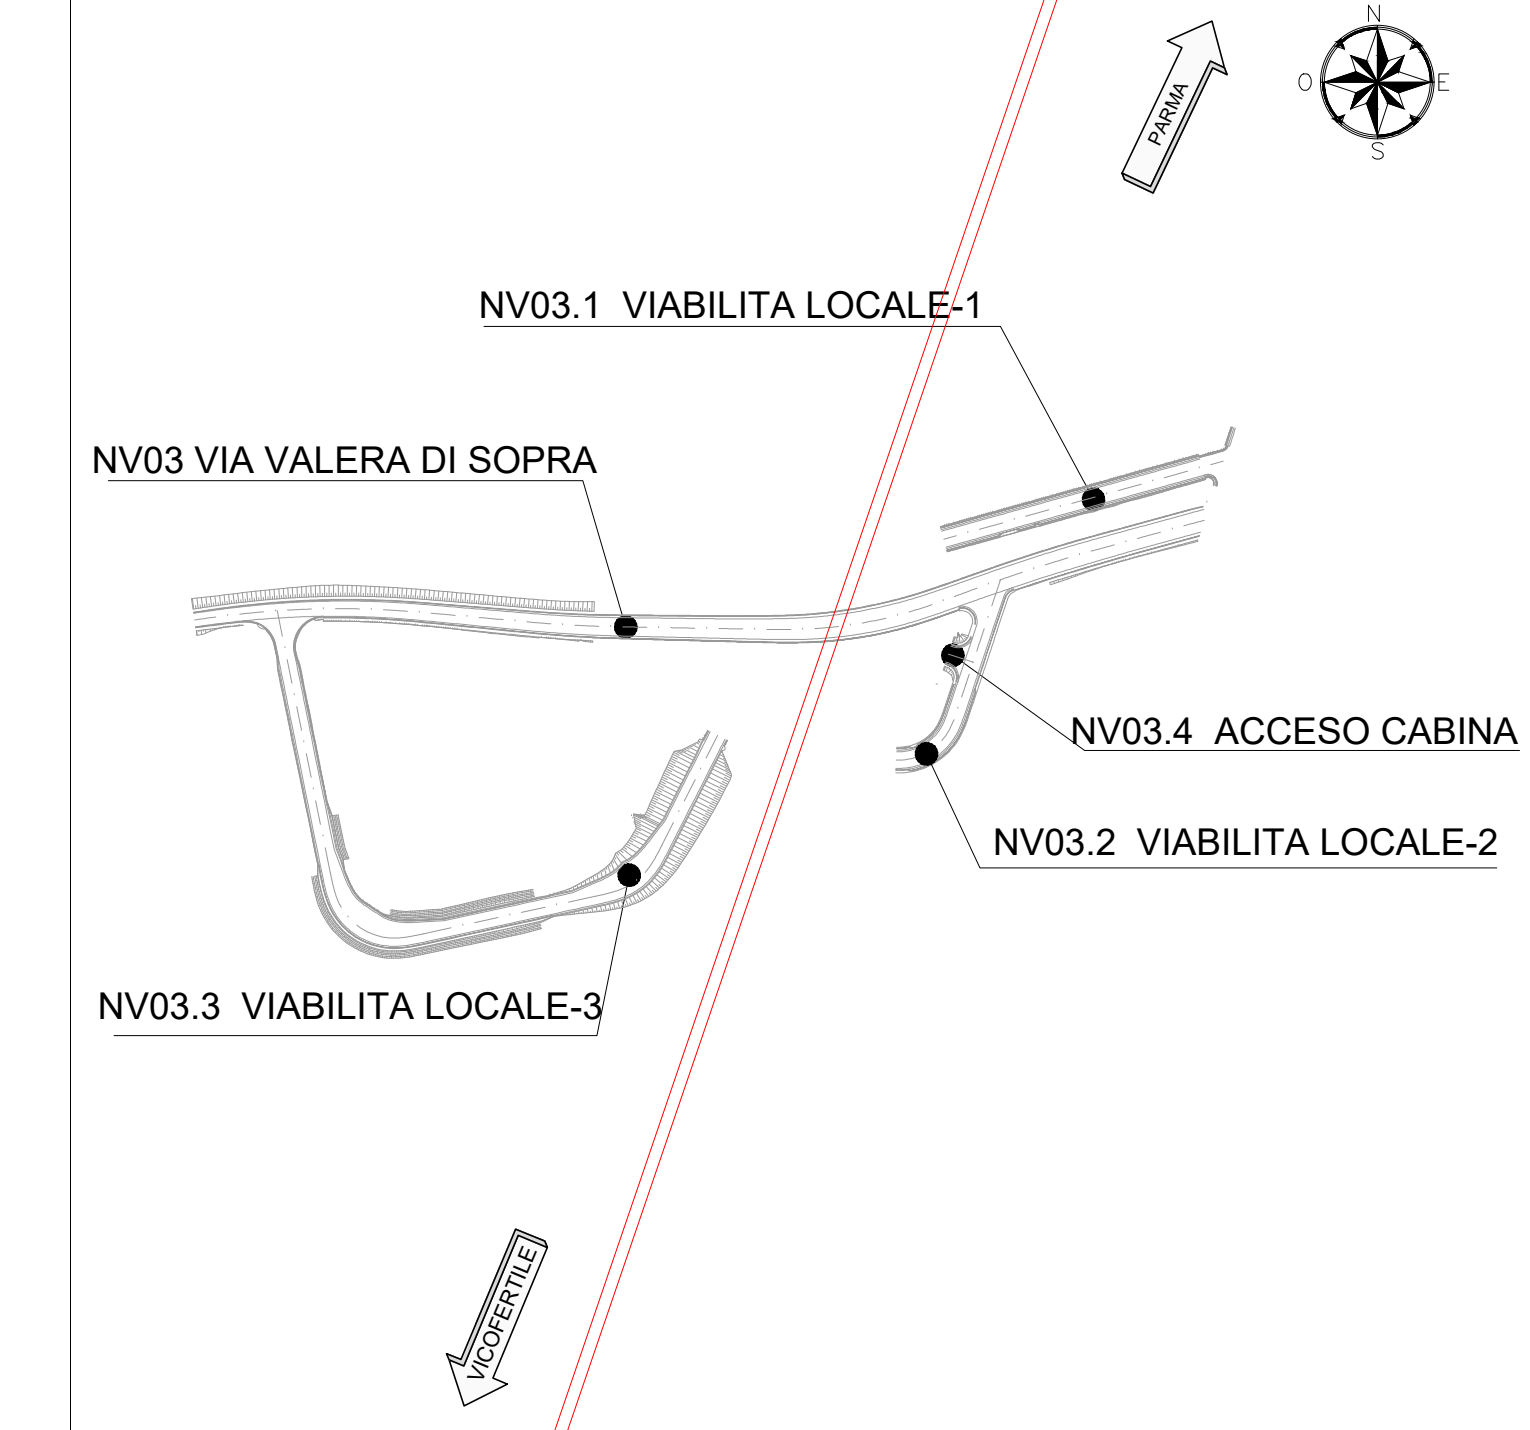 N
O
E
S
PARMA
NV03.1 VIABILITA LOCALE-1
NV03 VIA VALERA DI SOPRA
NV03.4 ACCESO CABINA
NV03.2 VIABILITA LOCALE-2
NV03.3 VIABILITA LOCALE-3
VICOFERTILE